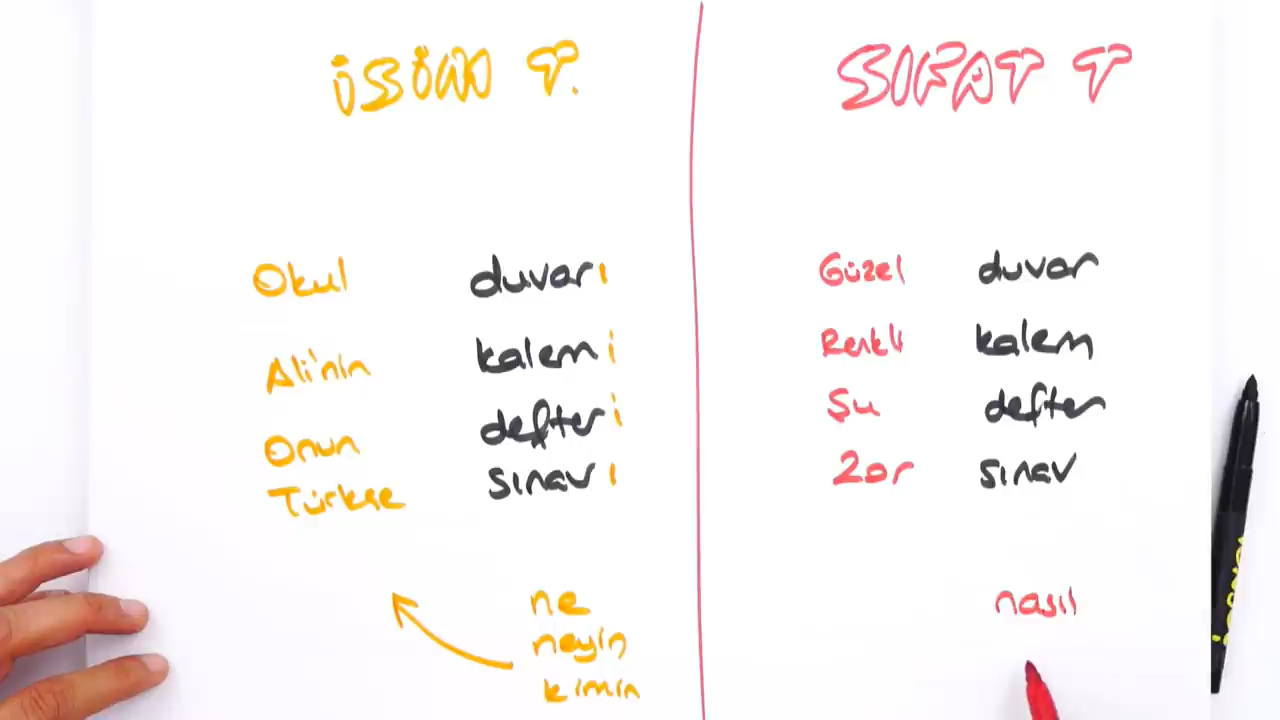 İSİM T.
Okul duvarı
Ali'nin kalemi
Onun defteri
Türkçe sınavı
ne
neyin
kimin
SIFAT T
Güzel duvar
Renkli kalem
Şu defter
Zor sınav
nasıl